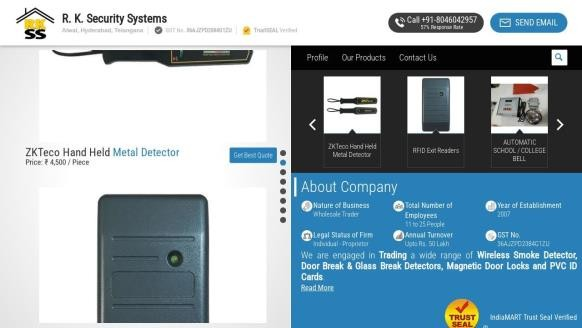 RK
SS
R. K. Security Systems
Alwal, Hyderabad, Telangana | GST No. 36AJZPD2384G1ZU | TrustSEAL Verified
Call +91-8046042957
57% Response Rate
SEND EMAIL
ZKTeco Hand Held Metal Detector
Price: ₹ 4,500 / Piece
Get Best Quote
Profile Our Products Contact Us
ZKTeco Hand Held
Metal Detector
RFID Exit Readers
AUTOMATIC
SCHOOL / COLLEGE
BELL
About Company
Nature of Business
Wholesale Trader
Total Number of
Employees
11 to 25 People
Year of Establishment
2007
Legal Status of Firm
Individual - Proprietor
Annual Turnover
Upto Rs. 50 Lakh
GST No.
36AJZPD2384G1ZU
We are engaged in Trading a wide range of Wireless Smoke Detector,
Door Break & Glass Break Detectors, Magnetic Door Locks and PVC ID
Cards.
Read More
TRUST
SEAL
IndiaMART Trust Seal Verified